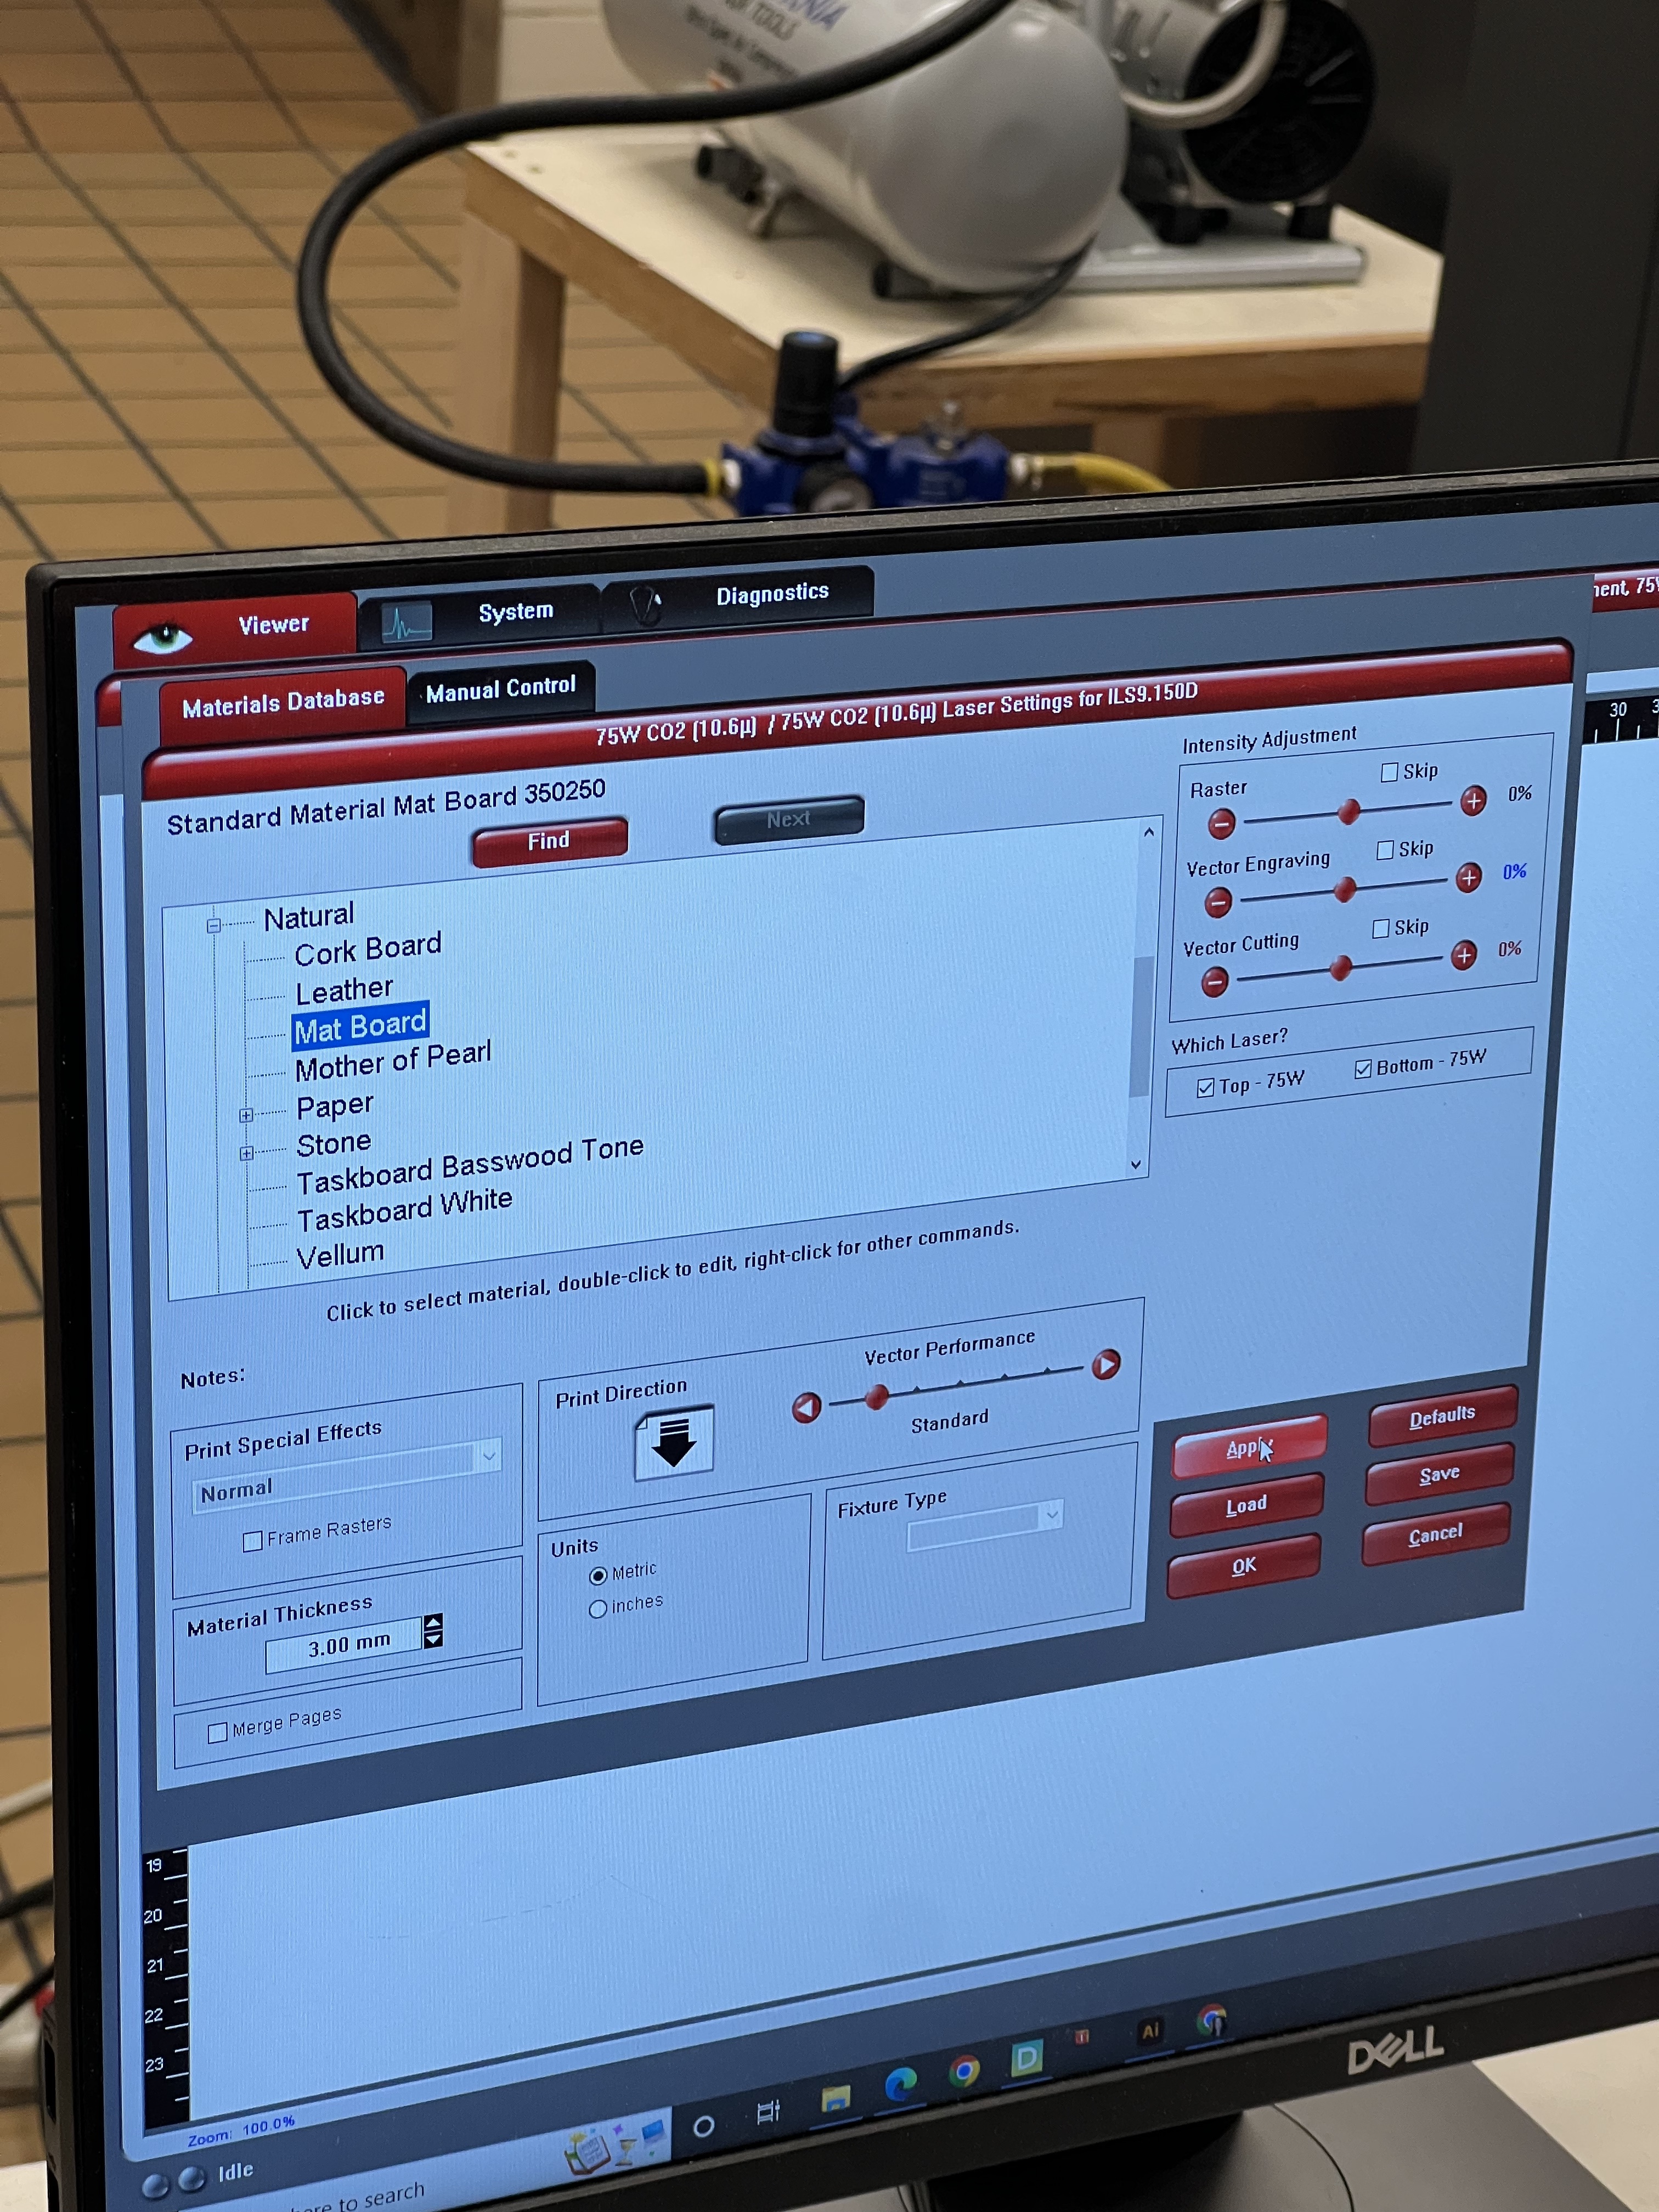 TOOLS
Viewer
System
Diagnostics
Materials Database
Manual Control
75W CO2 (10.6µ) / 75W CO2 (10.6µ) Laser Settings for ILS9.150D
Standard Material Mat Board 350250
Find
Next
Natural
Cork Board
Leather
Mat Board
Mother of Pearl
Paper
Stone
Taskboard Basswood Tone
Taskboard White
Vellum
Click to select material, double-click to edit, right-click for other commands.
Intensity Adjustment
Raster
Skip
0%
Vector Engraving
Skip
0%
Vector Cutting
Skip
0%
Which Laser?
Top - 75W
Bottom - 75W
30
Notes:
Print Special Effects
Normal
Frame Rasters
Material Thickness
3.00 mm
Merge Pages
Print Direction
Vector Performance
Standard
Units
Metric
inches
Fixture Type
Apply
Defaults
Load
Save
OK
Cancel
19
20
21
22
23
Zoom: 100.0%
Idle
to search
D
Ai
DELL